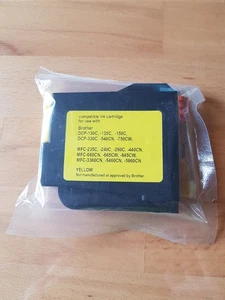 compatible ink cartridge
for use with
Brother
DCP-130C, -135C, -150C,
DCP-330C, -540CN, -750CW,
MFC-235C, -240C, -260C, -440CN,
MFC-660CN, -665CW, -845CW,
MFC-3360CN, -5460CN, -5860CN
YELLOW
Not manufactured or approved by Brother